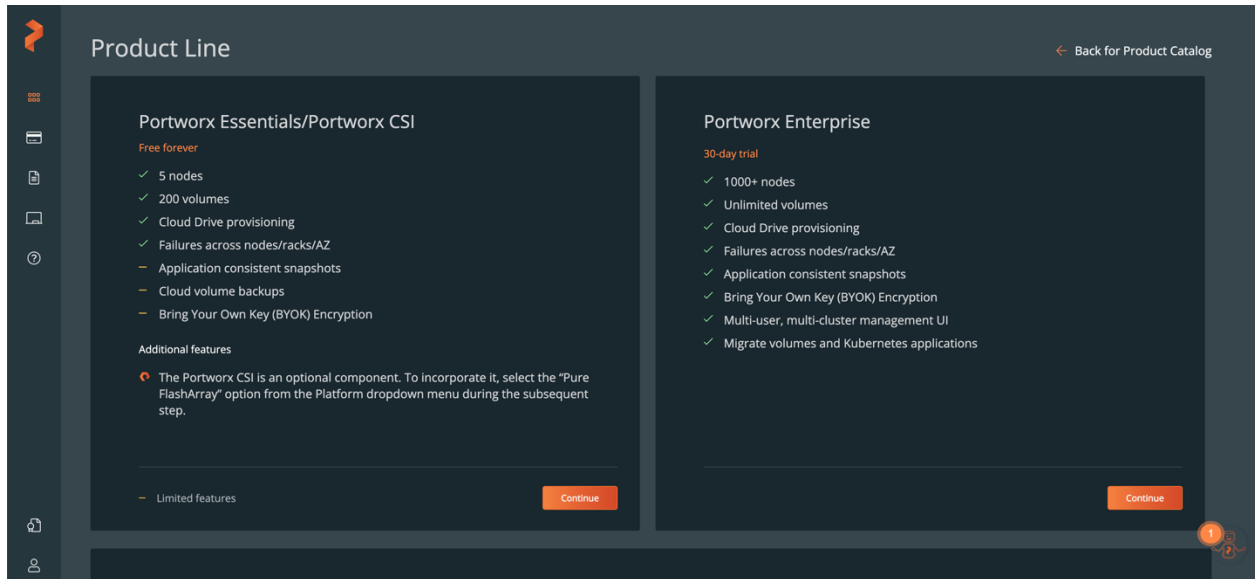 Product Line
← Back for Product Catalog
Portworx Essentials/Portworx CSI
Free forever
5 nodes
200 volumes
Cloud Drive provisioning
Failures across nodes/racks/AZ
Application consistent snapshots
Cloud volume backups
Bring Your Own Key (BYOK) Encryption
Additional features
The Portworx CSI is an optional component. To incorporate it, select the “Pure
FlashArray” option from the Platform dropdown menu during the subsequent
step.
Limited features
Continue
Portworx Enterprise
30-day trial
1000+ nodes
Unlimited volumes
Cloud Drive provisioning
Failures across nodes/racks/AZ
Application consistent snapshots
Bring Your Own Key (BYOK) Encryption
Multi-user, multi-cluster management UI
Migrate volumes and Kubernetes applications
Continue
1